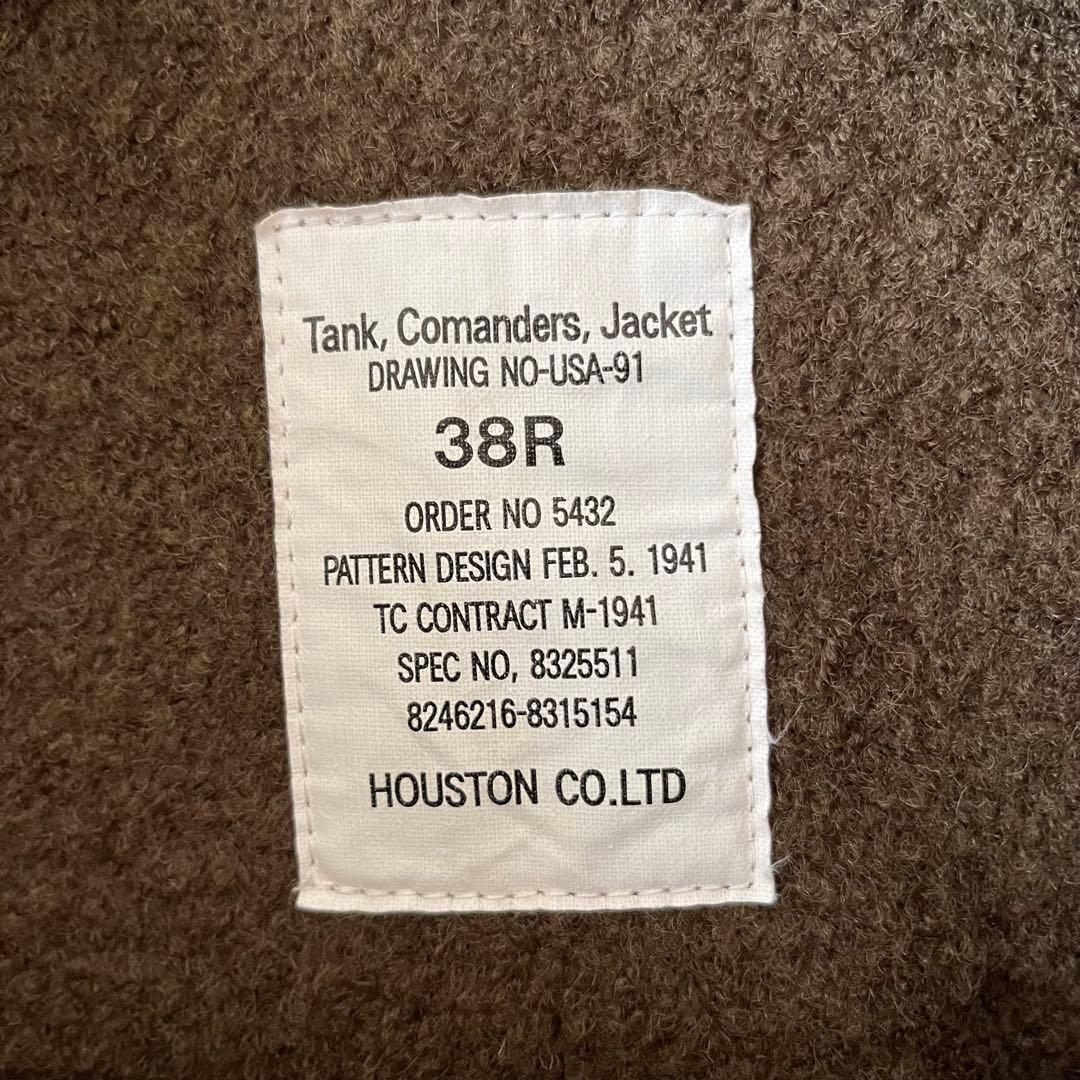 Tank, Comanders, Jacket
DRAWING NO-USA-91
38R
ORDER NO 5432
PATTERN DESIGN FEB. 5. 1941
TC CONTRACT M-1941
SPEC NO, 8325511
8246216-8315154
HOUSTON CO.LTD